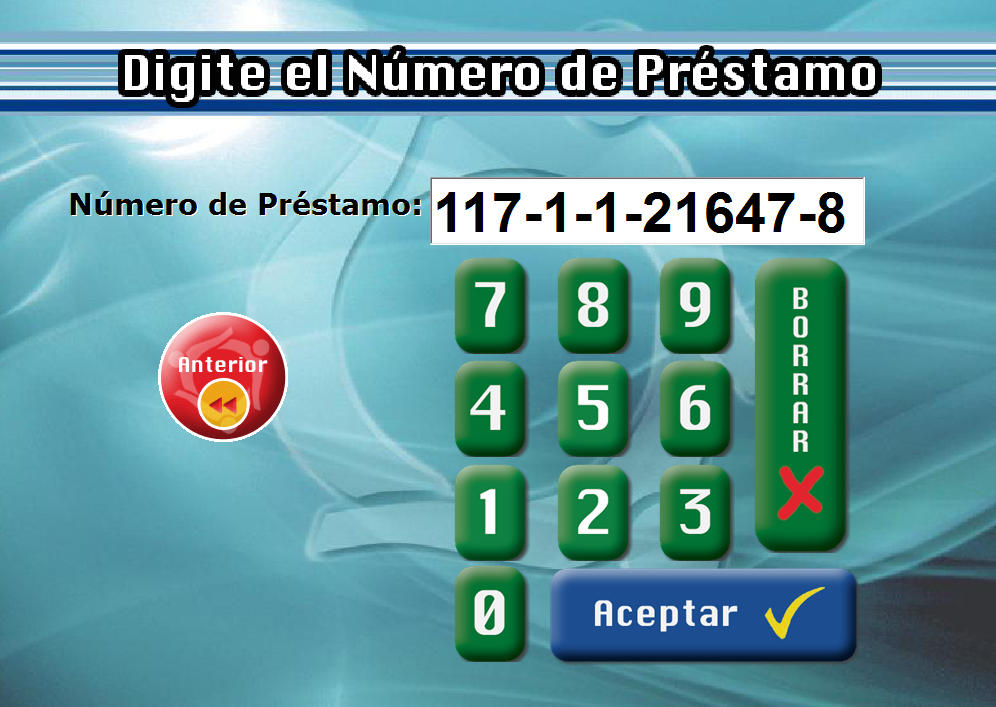 Digite el Número de Préstamo
Número de Préstamo: 117-1-1-21647-8
7 8 9 BORRAR
Anterior
4 5 6
1 2 3
0 Aceptar